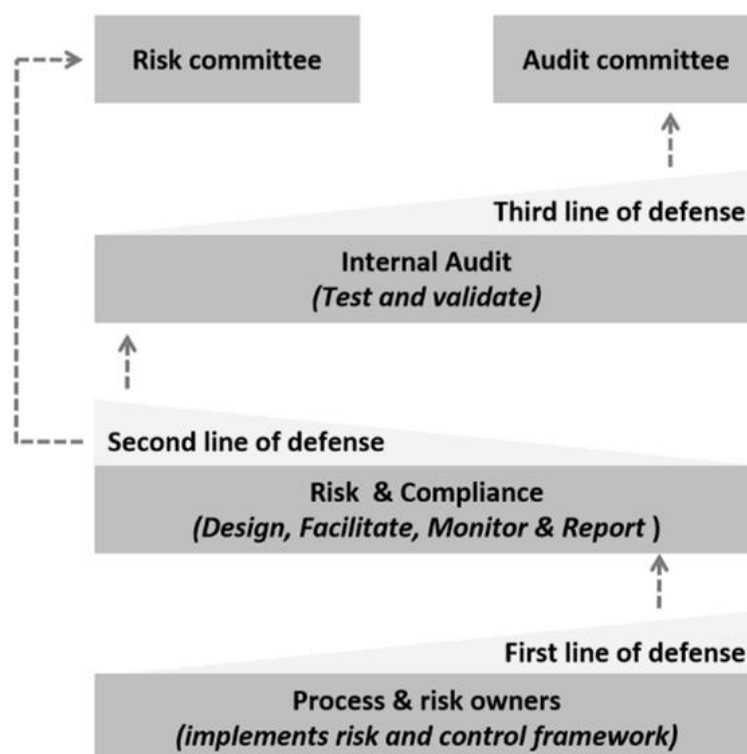 Risk committee
Audit committee
Third line of defense
Internal Audit
(Test and validate)
Second line of defense
Risk & Compliance
(Design, Facilitate, Monitor & Report )
First line of defense
Process & risk owners
(implements risk and control framework)